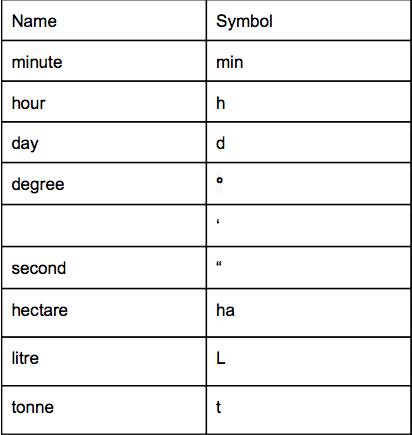 Name Symbol
minute min
hour h
day d
degree °
‘
second “
hectare ha
litre L
tonne t